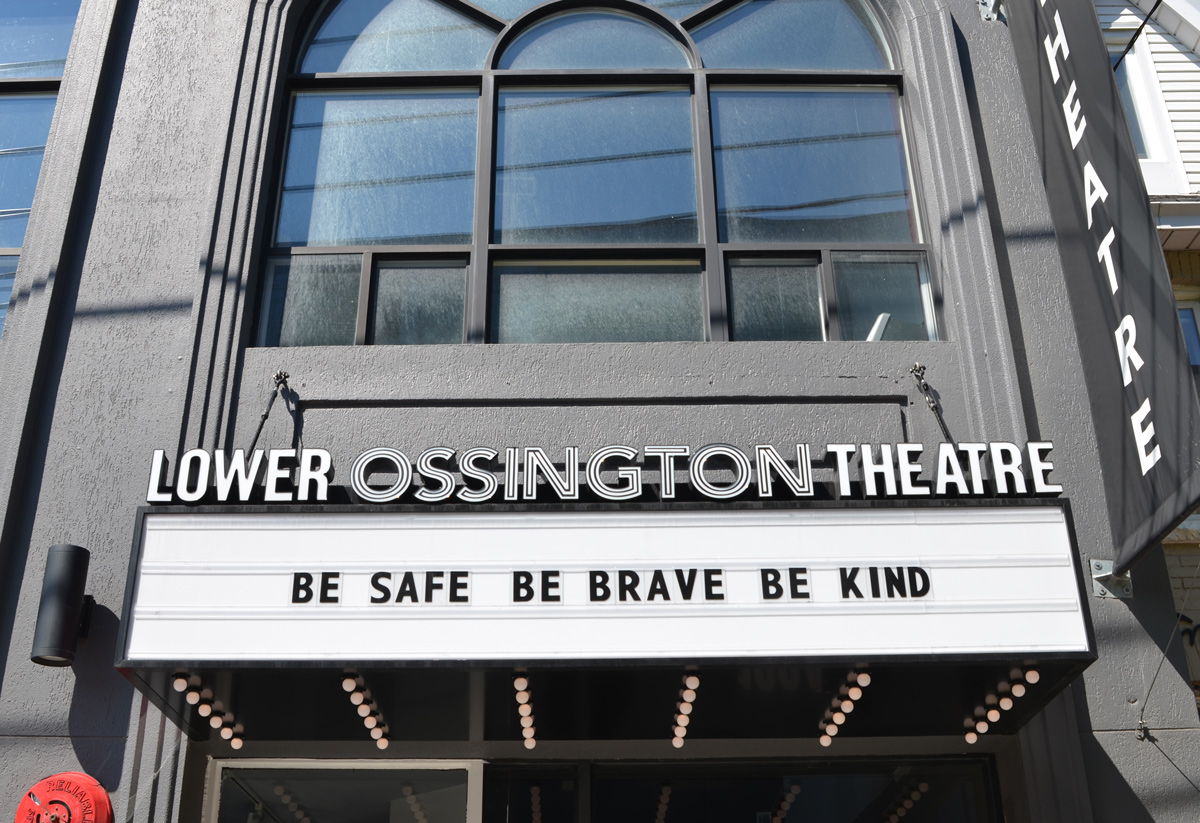 LOWER OSSINGTON THEATRE
BE SAFE BE BRAVE BE KIND
THEATRE